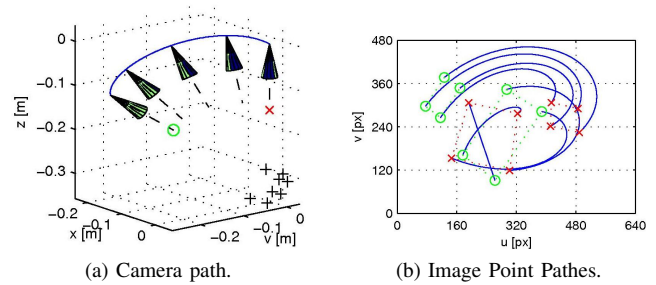 0
−0.1
−0.2
−0.3
z [m]
−0.2
−0.1
0
x [m]
−0.2
−0.1
0
v [m]
480
360
240
120
0
v [px]
0
160
320
480
640
u [px]
(a) Camera path.
(b) Image Point Pathes.